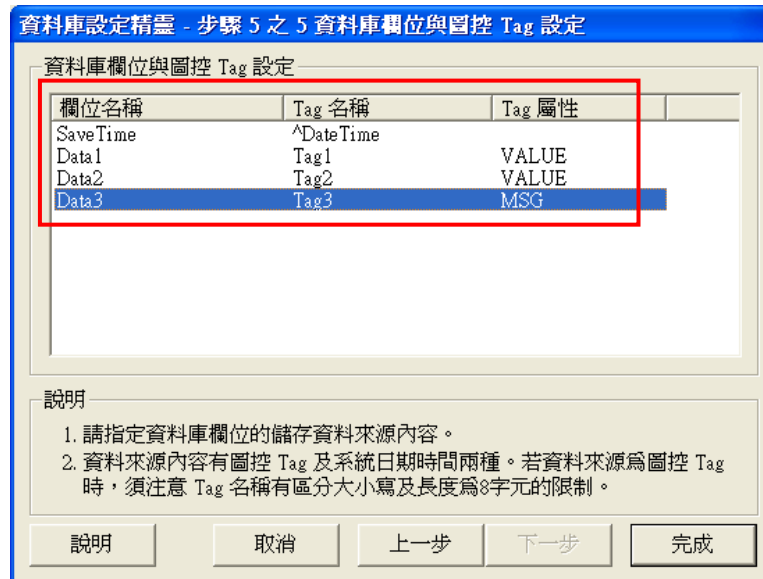 資料庫設定精靈 - 步驟 5 之 5 資料庫欄位與圖控 Tag 設定
資料庫欄位與圖控 Tag 設定
欄位名稱 Tag 名稱 Tag 屬性
SaveTime ^DateTime
Data1 Tag1 VALUE
Data2 Tag2 VALUE
Data3 Tag3 MSG
說明
1. 請指定資料庫欄位的儲存資料來源內容。
2. 資料來源內容有圖控 Tag 及系統日期時間兩種。若資料來源為圖控 Tag
時，須注意 Tag 名稱有區分大小寫及長度為8字元的限制。
說明 取消 上一步 下一步 完成